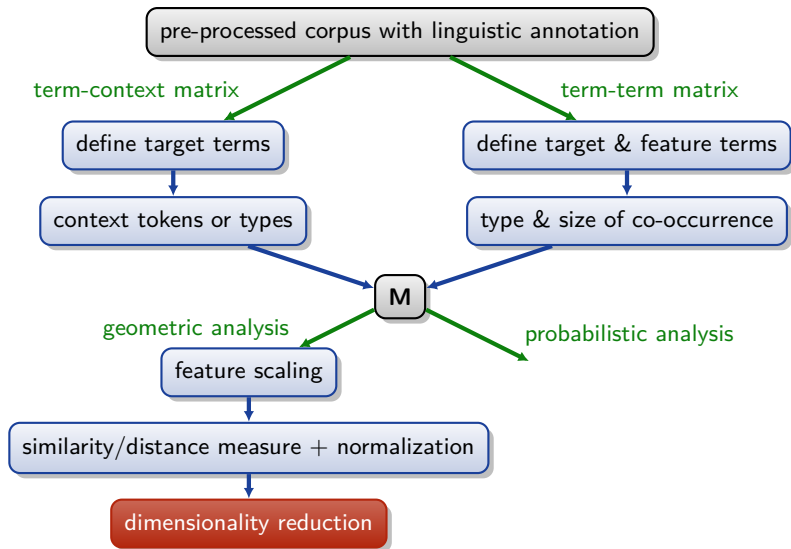 pre-processed corpus with linguistic annotation
term-context matrix
term-term matrix
define target terms
define target & feature terms
context tokens or types
type & size of co-occurrence
M
geometric analysis
probabilistic analysis
feature scaling
similarity/distance measure + normalization
dimensionality reduction